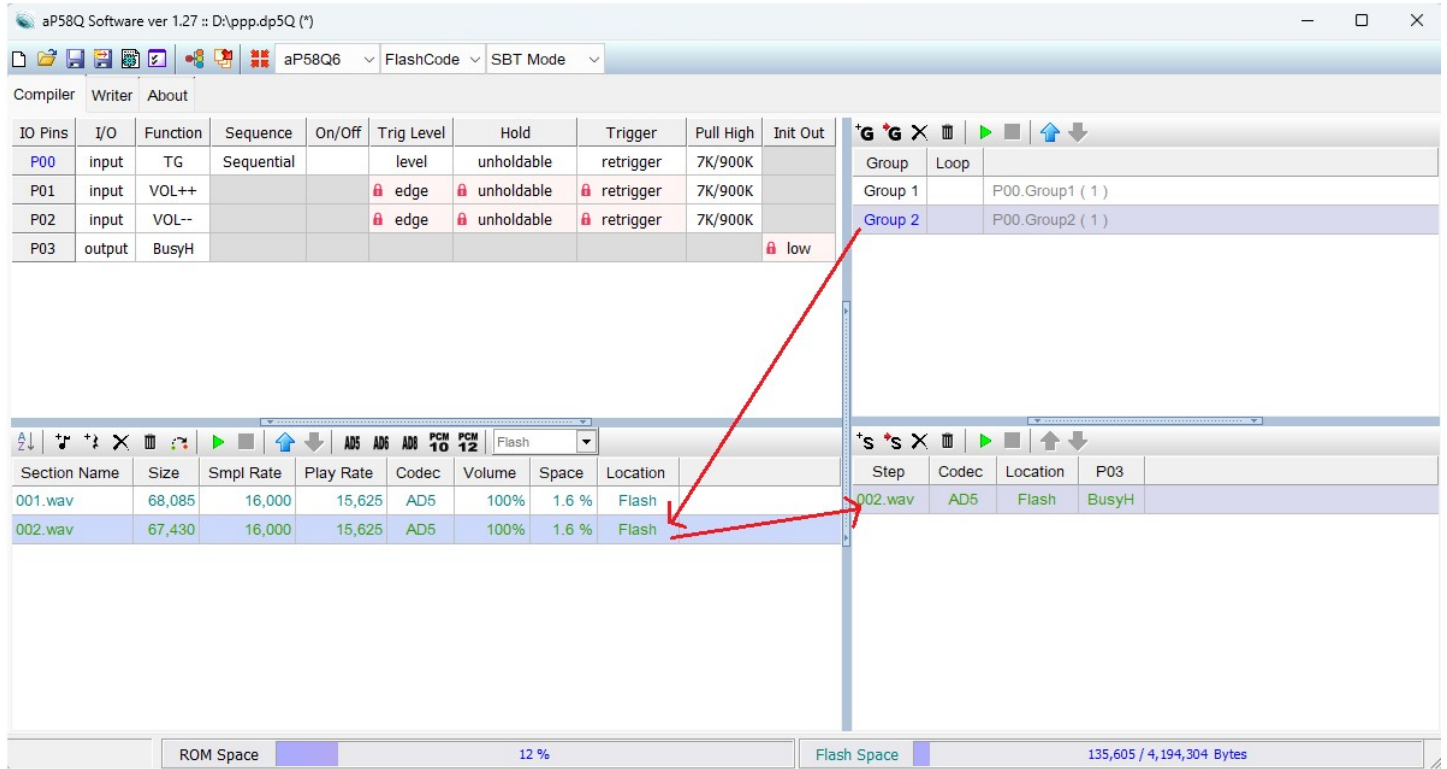 aP58Q Software ver 1.27 :: D:\ppp.dp5Q (*)
aP58Q6 FlashCode SBT Mode
Compiler Writer About
IO Pins I/O Function Sequence On/Off Trig Level Hold Trigger Pull High Init Out
P00 input TG Sequential level unholdable retrigger 7K/900K
P01 input VOL++ edge unholdable retrigger 7K/900K
P02 input VOL-- edge unholdable retrigger 7K/900K
P03 output BusyH low
+G +G
Group Loop
Group 1 P00.Group1 ( 1 )
Group 2 P00.Group2 ( 1 )
AD5 AD6 AD8 PCM 10 PCM 12 Flash
Section Name Size Smpl Rate Play Rate Codec Volume Space Location
001.wav 68,085 16,000 15,625 AD5 100% 1.6 % Flash
002.wav 67,430 16,000 15,625 AD5 100% 1.6 % Flash
+S +S
Step Codec Location P03
002.wav AD5 Flash BusyH
ROM Space 12 % Flash Space 135,605 / 4,194,304 Bytes